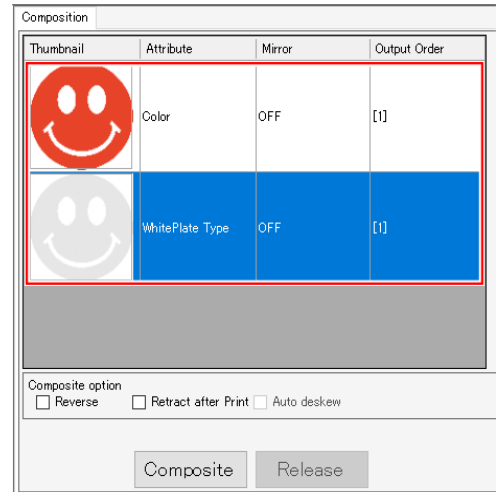 Composition
Thumbnail Attribute Mirror Output Order
Color OFF [1]
WhitePlate Type OFF [1]
Composite option
Reverse Retract after Print Auto deskew
Composite Release